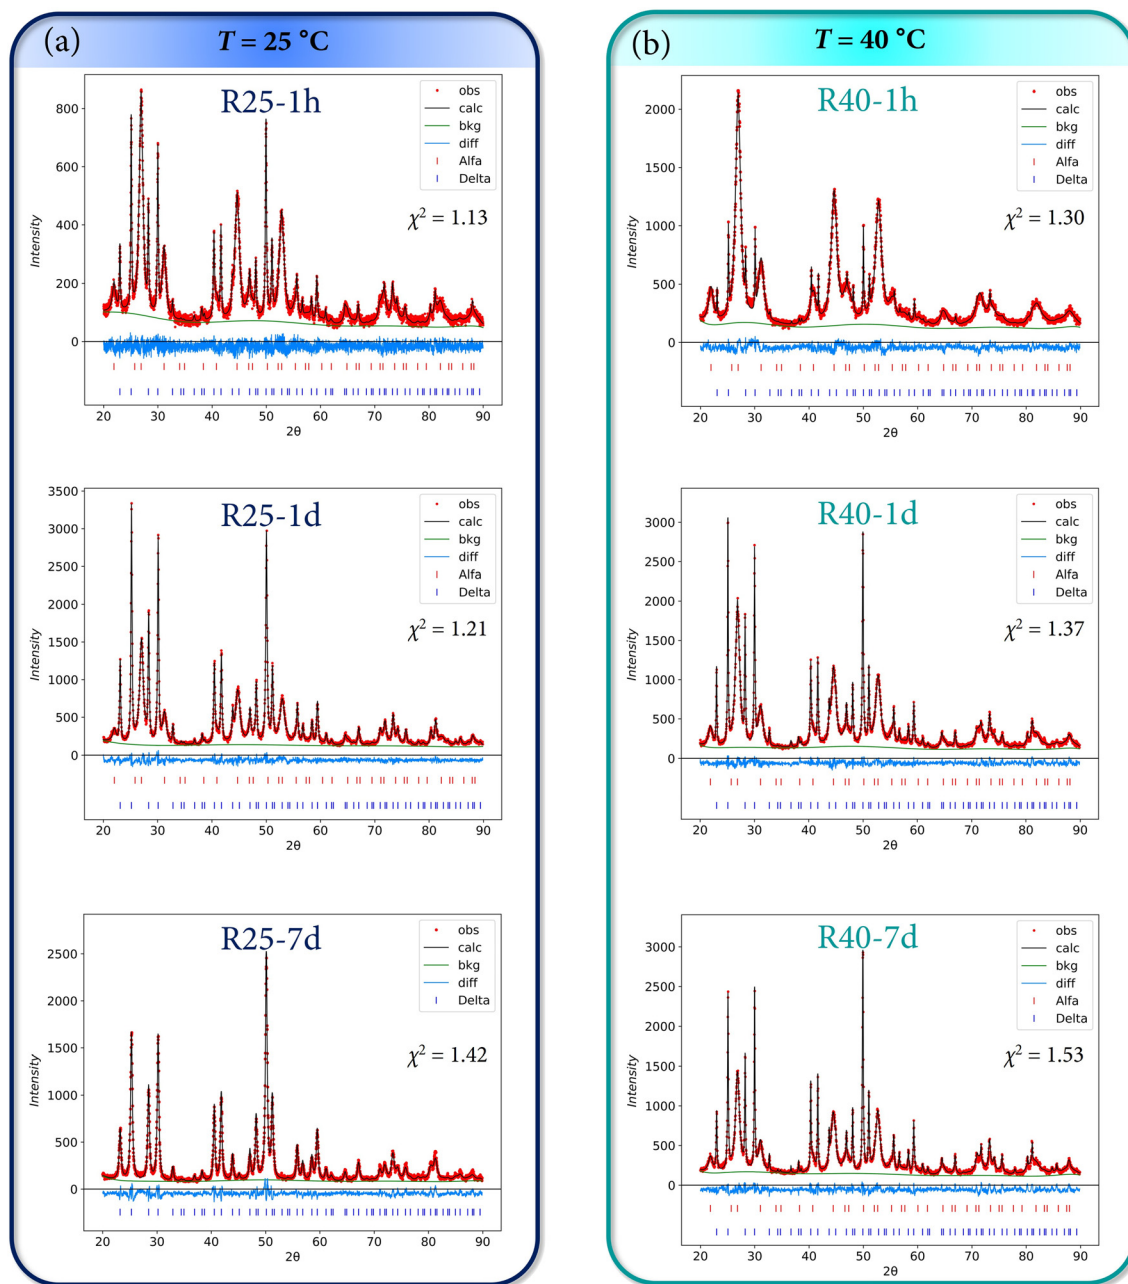 (a)
T = 25 °C
R25-1h
obs
calc
bkg
diff
Alfa
Delta
χ² = 1.13
Intensity
800
600
400
200
0
20 30 40 50 60 70 80 90
2θ
R25-1d
obs
calc
bkg
diff
Alfa
Delta
χ² = 1.21
Intensity
3500
3000
2500
2000
1500
1000
500
0
20 30 40 50 60 70 80 90
2θ
R25-7d
obs
calc
bkg
diff
Delta
χ² = 1.42
Intensity
2500
2000
1500
1000
500
0
20 30 40 50 60 70 80 90
2θ
(b)
T = 40 °C
R40-1h
obs
calc
bkg
diff
Alfa
Delta
χ² = 1.30
Intensity
2000
1500
1000
500
0
20 30 40 50 60 70 80 90
2θ
R40-1d
obs
calc
bkg
diff
Alfa
Delta
χ² = 1.37
Intensity
3000
2500
2000
1500
1000
500
0
20 30 40 50 60 70 80 90
2θ
R40-7d
obs
calc
bkg
diff
Alfa
Delta
χ² = 1.53
Intensity
3000
2500
2000
1500
1000
500
0
20 30 40 50 60 70 80 90
2θ